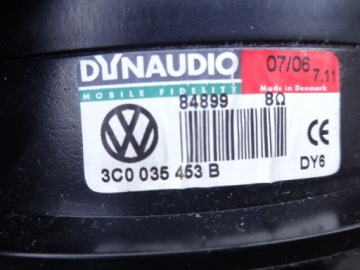 DYNAUDIO 07/06 7.11
MOBILE FIDELITY Made in Denmark
84899 8Ω
3C0 035 453 B
CE
DY6